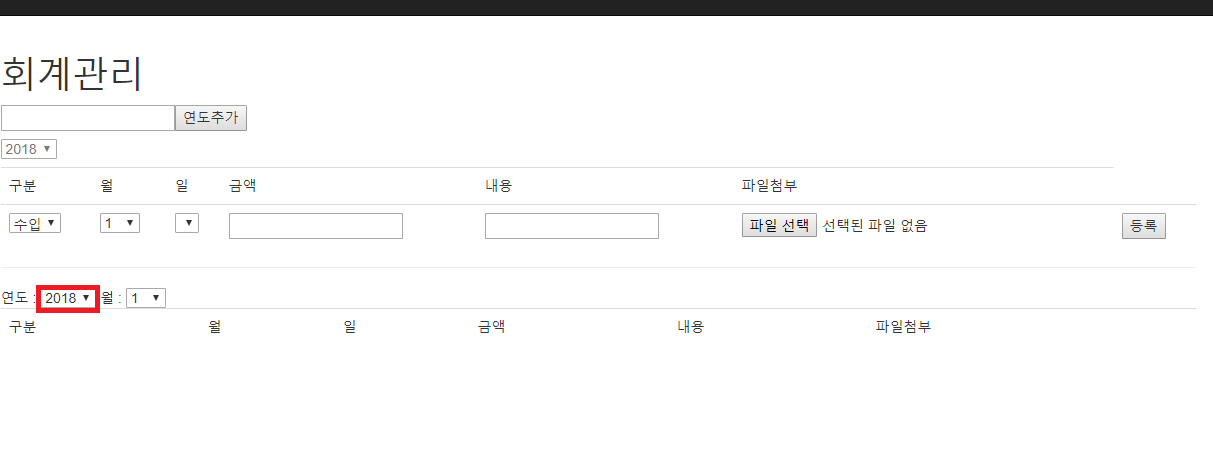 회계관리
연도추가
2018
구분 월 일 금액 내용 파일첨부
수입 1 파일 선택 선택된 파일 없음 등록
연도 : 2018 월 : 1
구분 월 일 금액 내용 파일첨부